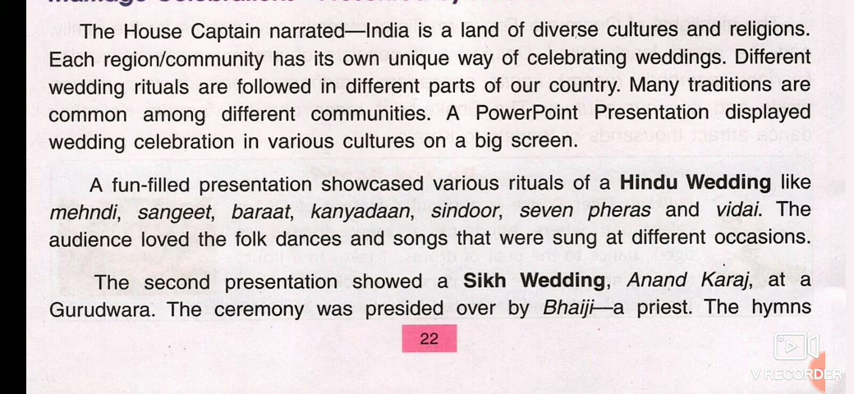 The House Captain narrated—India is a land of diverse cultures and religions.
Each region/community has its own unique way of celebrating weddings. Different
wedding rituals are followed in different parts of our country. Many traditions are
common among different communities. A PowerPoint Presentation displayed
wedding celebration in various cultures on a big screen.
A fun-filled presentation showcased various rituals of a Hindu Wedding like
mehndi, sangeet, baraat, kanyadaan, sindoor, seven pheras and vidai. The
audience loved the folk dances and songs that were sung at different occasions.
The second presentation showed a Sikh Wedding, Anand Karaj, at a
Gurudwara. The ceremony was presided over by Bhaiji—a priest. The hymns
22
V RECORDER